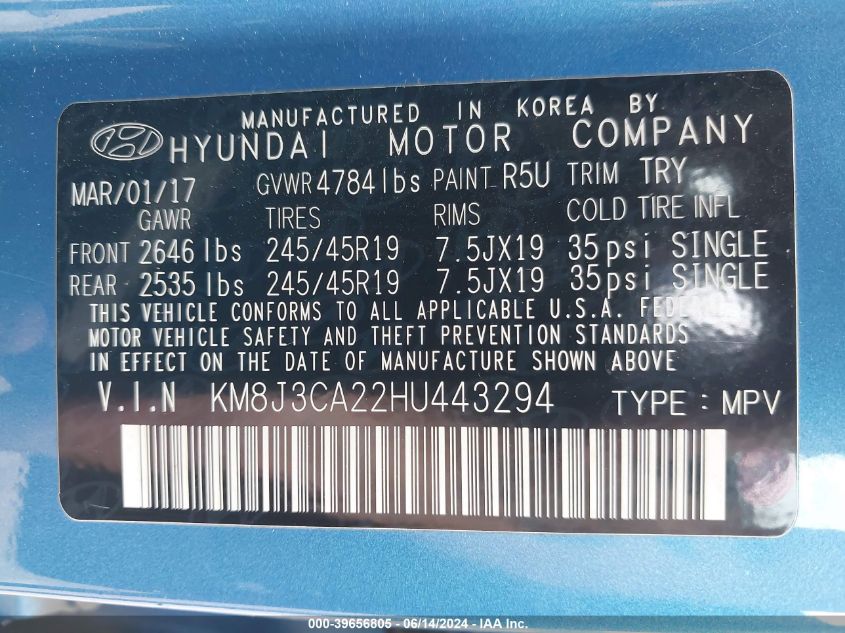 MANUFACTURED IN KOREA BY
HYUNDAI MOTOR COMPANY
MAR/01/17 GVWR 4784 lbs PAINT R5U TRIM TRY
GAWR TIRES RIMS COLD TIRE INFL
FRONT 2646 lbs 245/45R19 7.5JX19 35psi SINGLE
REAR 2535 lbs 245/45R19 7.5JX19 35psi SINGLE
THIS VEHICLE CONFORMS TO ALL APPLICABLE U.S.A. FEDERAL
MOTOR VEHICLE SAFETY AND THEFT PREVENTION STANDARDS
IN EFFECT ON THE DATE OF MANUFACTURE SHOWN ABOVE
V.I.N KM8J3CA22HU443294 TYPE : MPV
000-39656805 - 06/14/2024 - IAA, Inc.